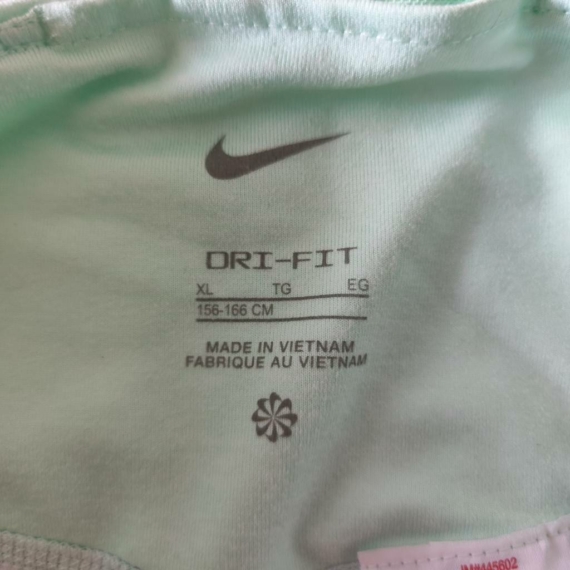 DRI-FIT
XL TG EG
156-166 CM
MADE IN VIETNAM
FABRIQUE AU VIETNAM